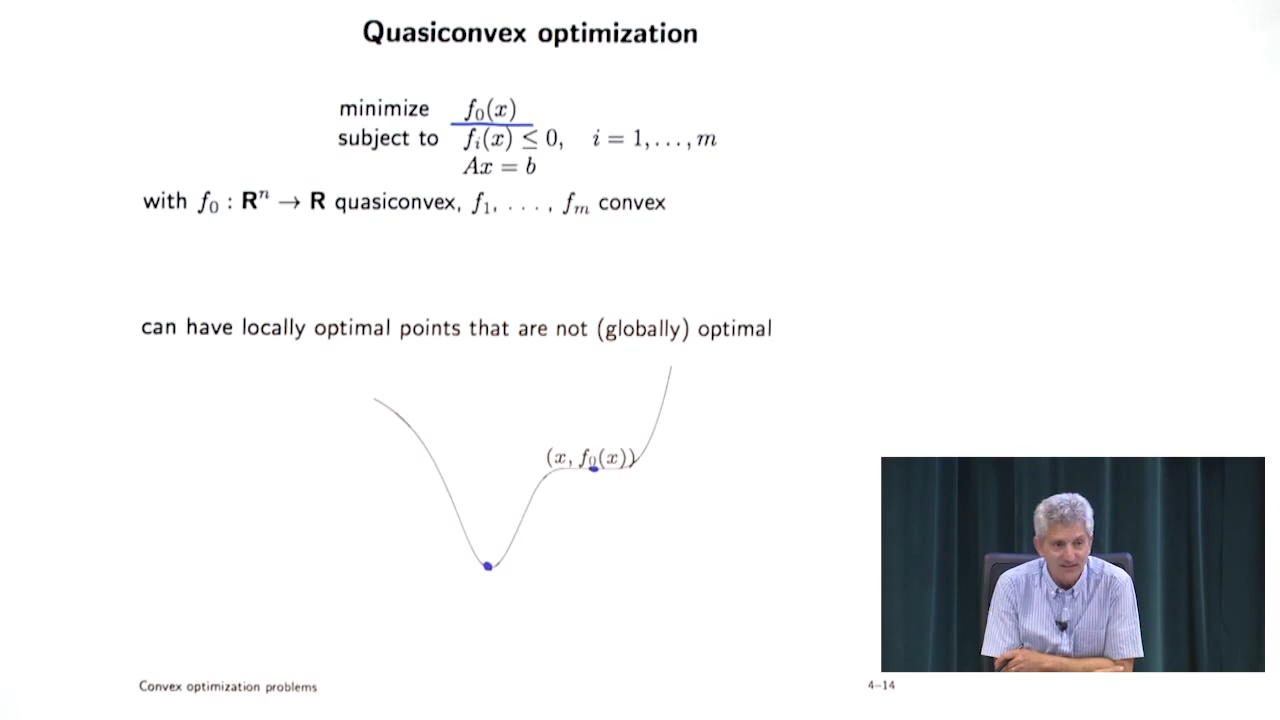 Quasiconvex optimization
minimize f₀(x)
subject to fᵢ(x) ≤ 0, i = 1, . . . , m
Ax = b
with f₀ : Rⁿ → R quasiconvex, f₁, . . . , fₘ convex
can have locally optimal points that are not (globally) optimal
(x, f₀(x))
Convex optimization problems 4–14